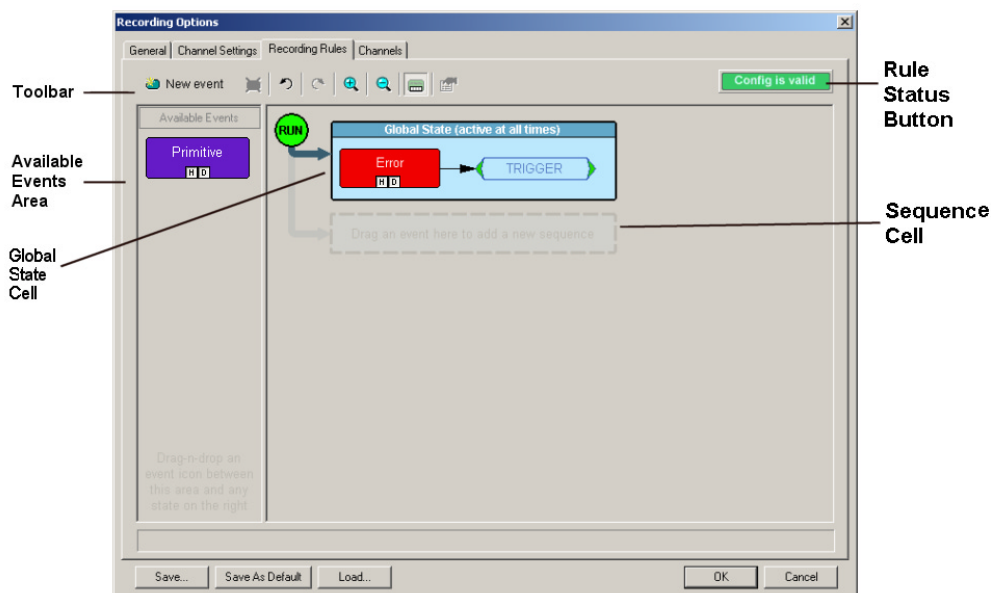 Recording Options
General
Channel Settings
Recording Rules
Channels
Toolbar
New event
Config is valid
Rule
Status
Button
Available Events
Primitive
H D
Available
Events
Area
RUN
Global State (active at all times)
Error
H D
TRIGGER
Drag an event here to add a new sequence
Sequence
Cell
Global
State
Cell
Drag-n-drop an
event icon between
this area and any
state on the right
Save...
Save As Default
Load...
OK
Cancel